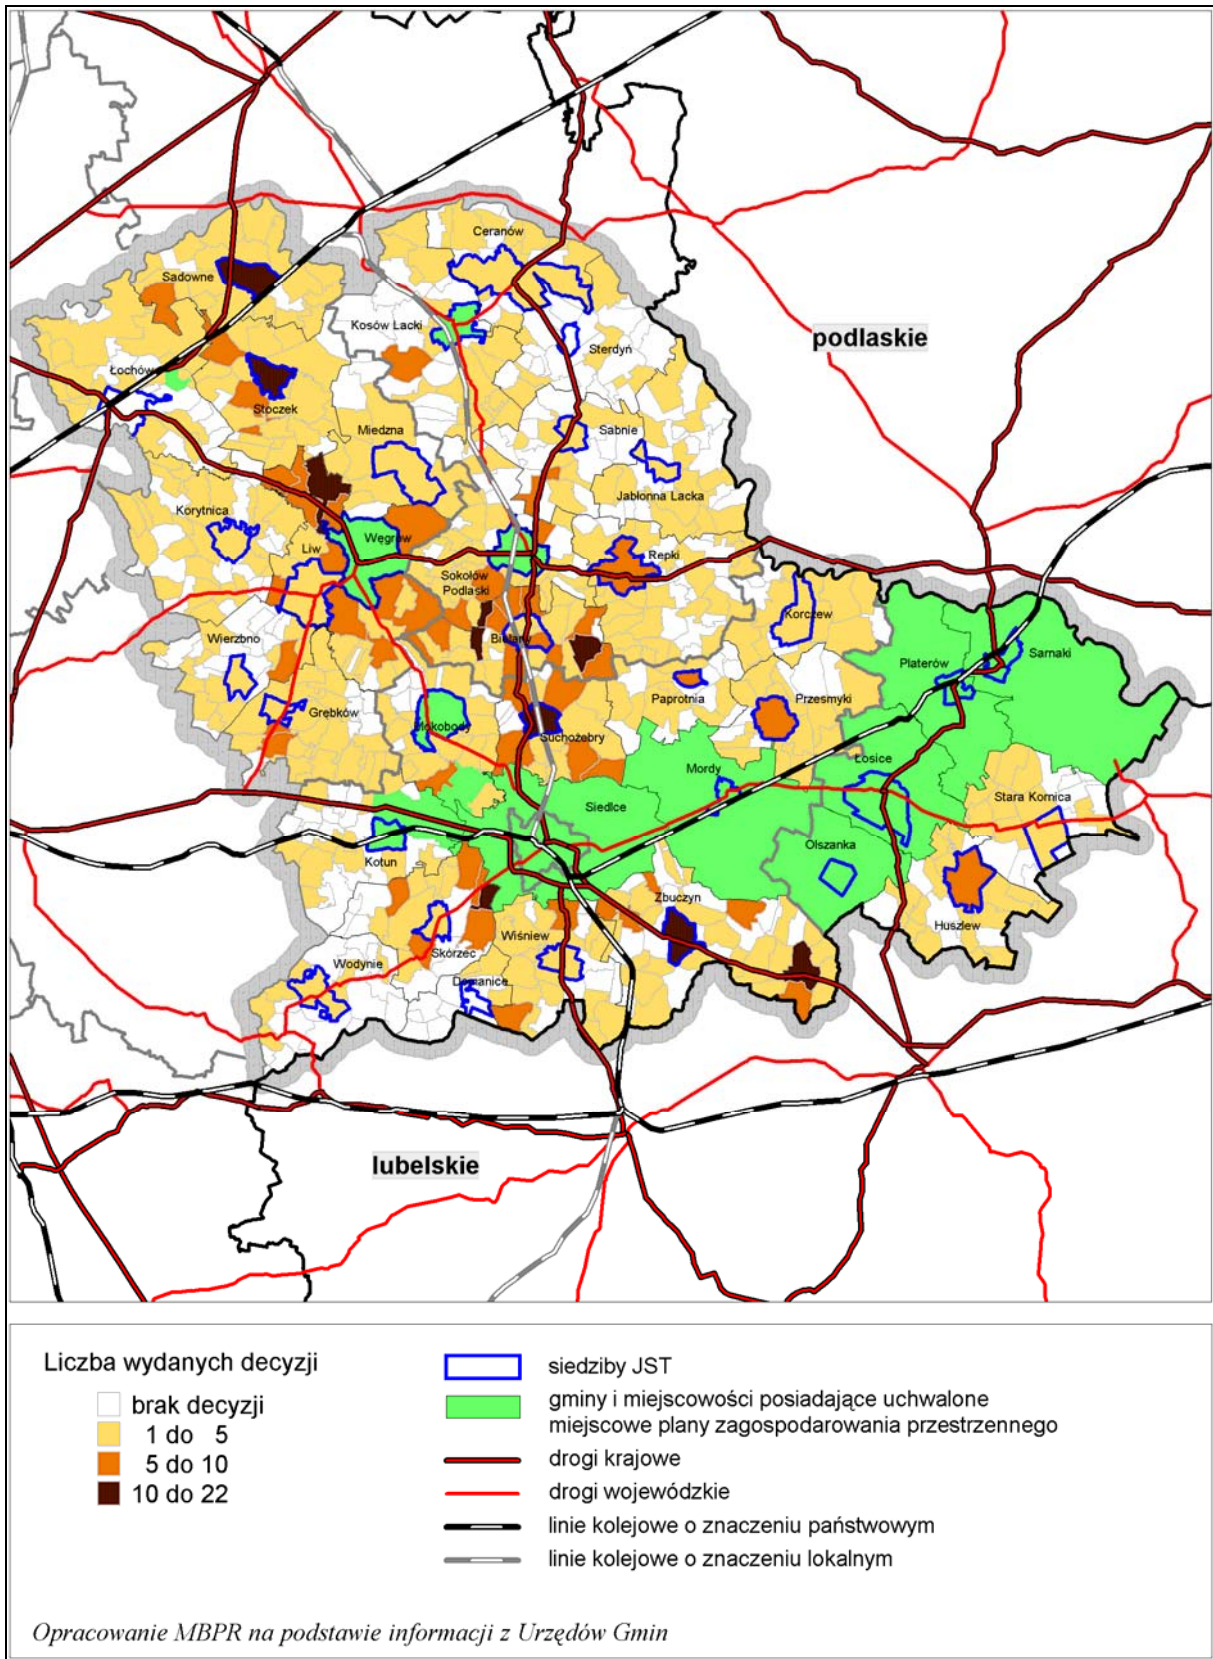 Ceranów
Sadowne
Kosów Lacki
podlaskie
Sterdyń
Łochów
Stoczek
Miedzna
Sabnie
Jabłonna Lacka
Korytnica
Węgrów
Liw
Repki
Sokołów
Podlaski
Korczew
Bielany
Wierzbno
Platerów
Sarnaki
Paprotnia
Przesmyki
Grębków
Mokobody
Suchożebry
Mordy
Łosice
Stara Kornica
Siedlce
Olszanka
Kotuń
Zbuczyn
Huszlew
Wiśniew
Skórzec
Wodynie
Domanice
lubelskie
Liczba wydanych decyzji
brak decyzji
1 do 5
5 do 10
10 do 22
siedziby JST
gminy i miejscowości posiadające uchwalone
miejscowe plany zagospodarowania przestrzennego
drogi krajowe
drogi wojewódzkie
linie kolejowe o znaczeniu państwowym
linie kolejowe o znaczeniu lokalnym
Opracowanie MBPR na podstawie informacji z Urzędów Gmin